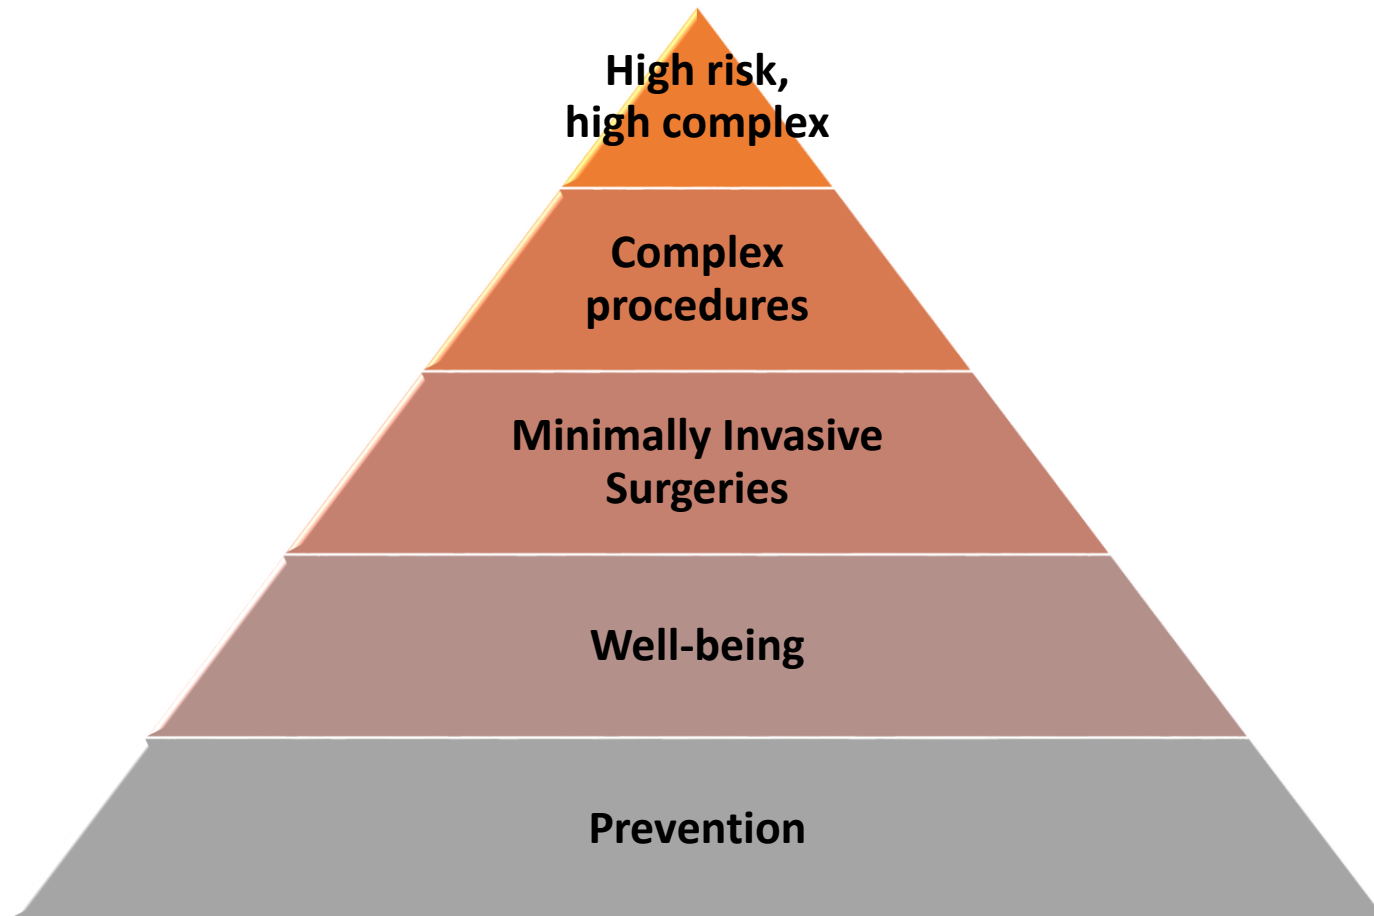 High risk,
high complex
Complex
procedures
Minimally Invasive
Surgeries
Well-being
Prevention